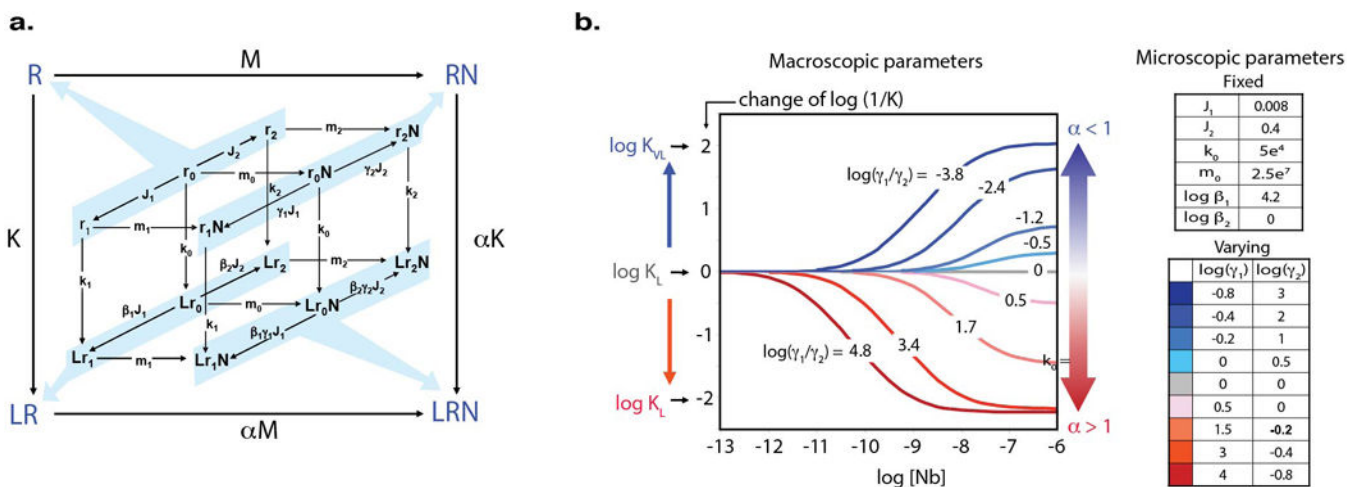 a.
R
M
RN
r₂
m₂
r₂N
J₂
r₀
m₀
r₀N
γ₂J₂
k₂
k₂
J₁
γ₁J₁
r₁
m₁
r₁N
K
k₀
k₀
αK
k₁
β₂J₂
Lr₂
m₂
Lr₂N
Lr₀
m₀
Lr₀N
β₂γ₂J₂
β₁J₁
k₁
β₁γ₁J₁
Lr₁
m₁
Lr₁N
LR
αM
LRN
b.
Macroscopic parameters
change of log (1/K)
log K_VL
log K_L
log K_L
2
1
0
-1
-2
log(γ₁/γ₂) = -3.8
-2.4
-1.2
-0.5
0
0.5
1.7
3.4
log(γ₁/γ₂) = 4.8
k₀ =
α < 1
α > 1
-13 -12 -11 -10 -9 -8 -7 -6
log [Nb]
Microscopic parameters
Fixed
J₁ 0.008
J₂ 0.4
k₀ 5e⁴
m₀ 2.5e⁷
log β₁ 4.2
log β₂ 0
Varying
log(γ₁) log(γ₂)
-0.8 3
-0.4 2
-0.2 1
0 0.5
0 0
0.5 0
1.5 -0.2
3 -0.4
4 -0.8